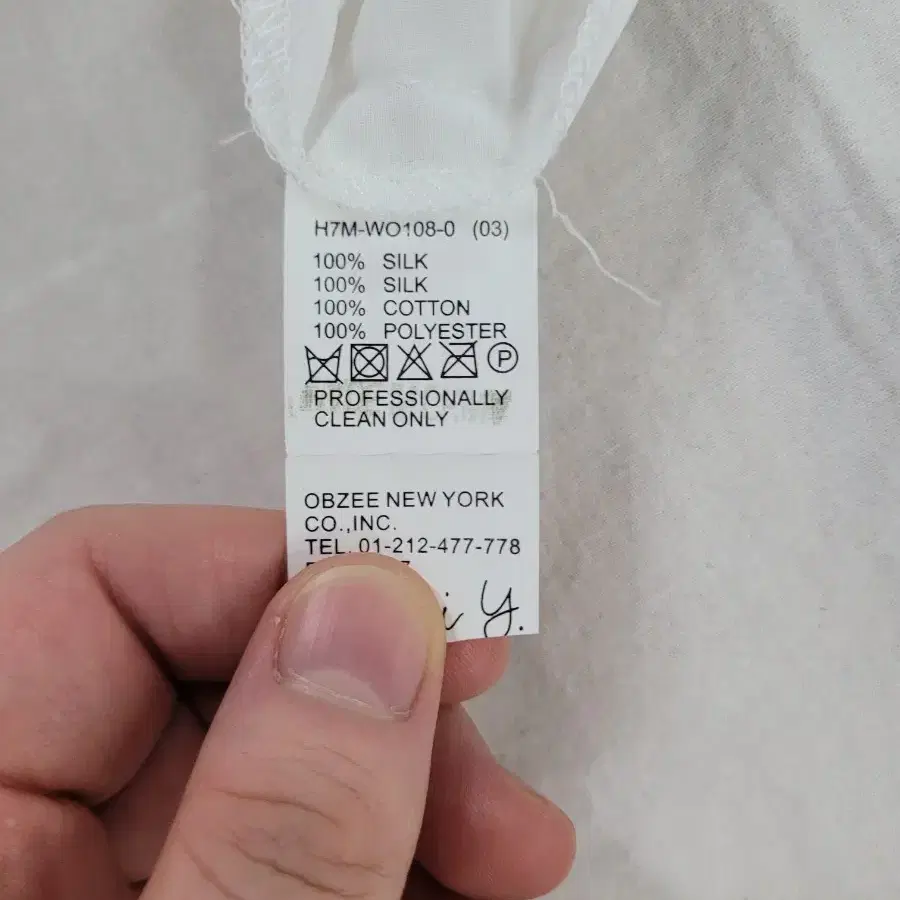 H7M-WO108-0 (03)
100% SILK
100% SILK
100% COTTON
100% POLYESTER
P
PROFESSIONALLY
CLEAN ONLY
OBZEE NEW YORK
CO.,INC.
TEL. 01-212-477-778
i Y.